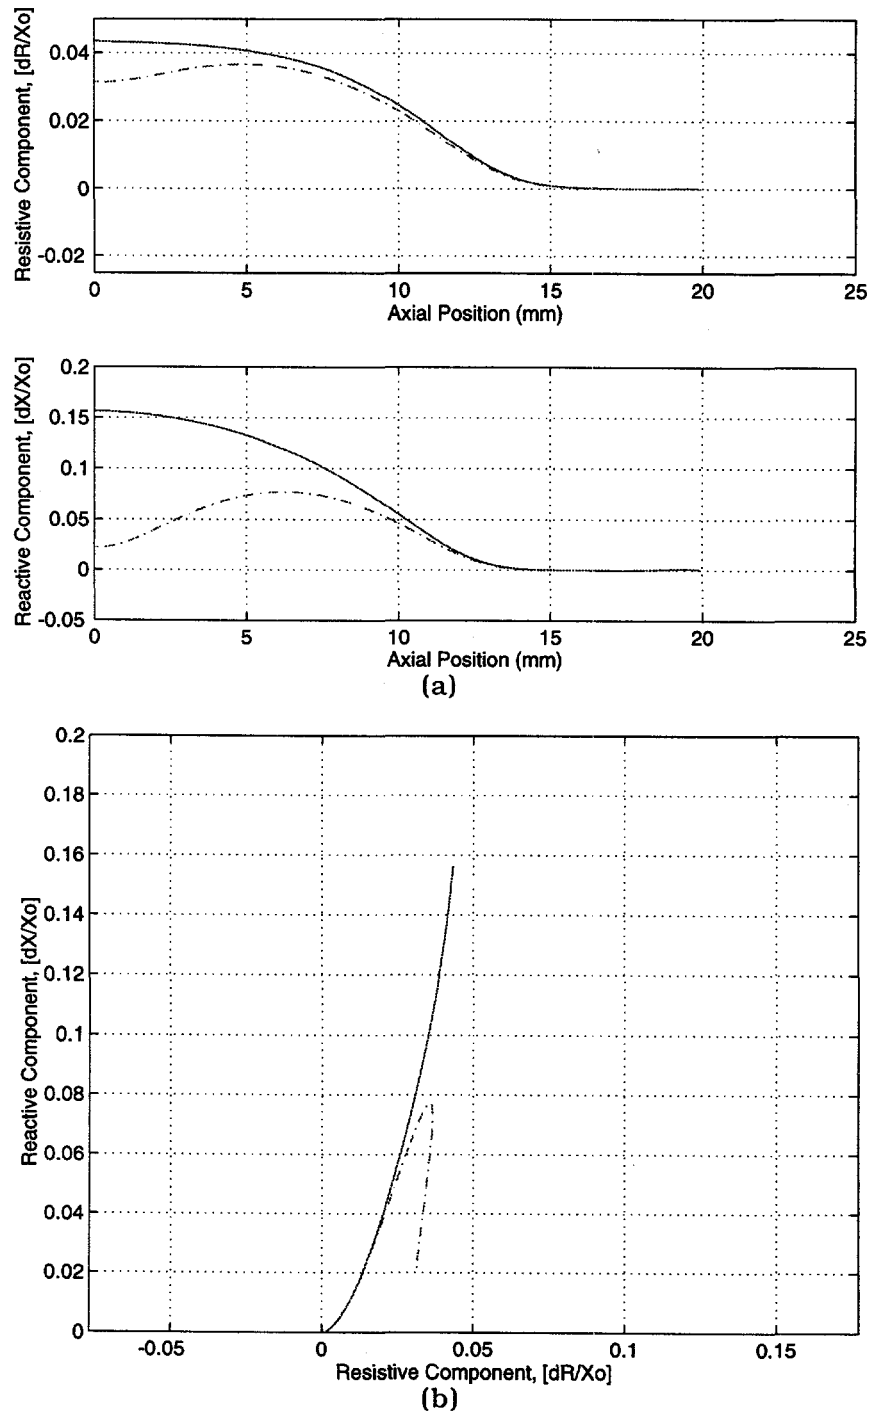 0.04
0.02
0
-0.02
Resistive Component, [dR/Xo]
0 5 10 15 20 25
Axial Position (mm)
0.2
0.15
0.1
0.05
0
-0.05
Reactive Component, [dX/Xo]
0 5 10 15 20 25
Axial Position (mm)
(a)
0.2
0.18
0.16
0.14
0.12
0.1
0.08
0.06
0.04
0.02
0
Reactive Component, [dX/Xo]
-0.05 0 0.05 0.1 0.15
Resistive Component, [dR/Xo]
(b)